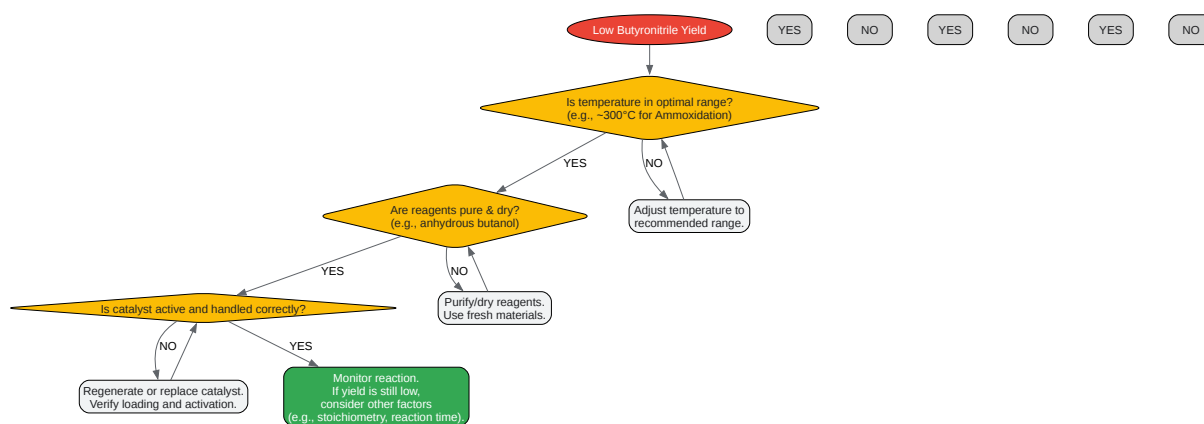 Low Butyronitrile Yield
YES
NO
YES
NO
YES
NO
Is temperature in optimal range?
(e.g., ~300°C for Ammoxidation)
YES
NO
Are reagents pure & dry?
(e.g., anhydrous butanol)
Adjust temperature to
recommended range.
YES
NO
Is catalyst active and handled correctly?
Purify/dry reagents.
Use fresh materials.
NO
YES
Regenerate or replace catalyst.
Verify loading and activation.
Monitor reaction.
If yield is still low,
consider other factors
(e.g., stoichiometry, reaction time).